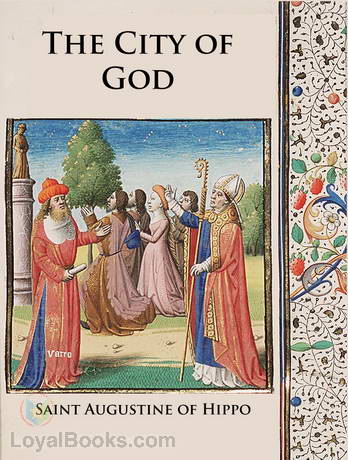 THE CITY OF
GOD
Varro
SAINT AUGUSTINE OF HIPPO
LoyalBooks.com